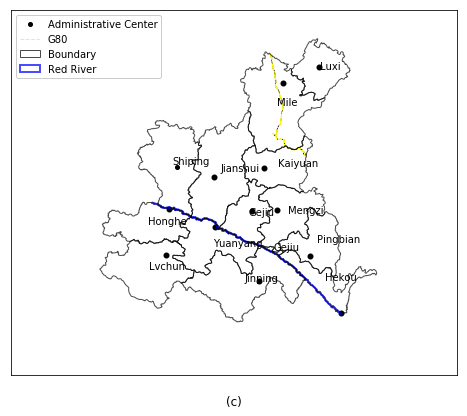 Administrative Center
G80
Boundary
Red River
Luxi
Mile
Shiping
Jianshui
Kaiyuan
Gejiu
Mengzi
Honghe
Yuanyang
Gejiu
Pingbian
Lvchun
Jinping
Hekou
(c)